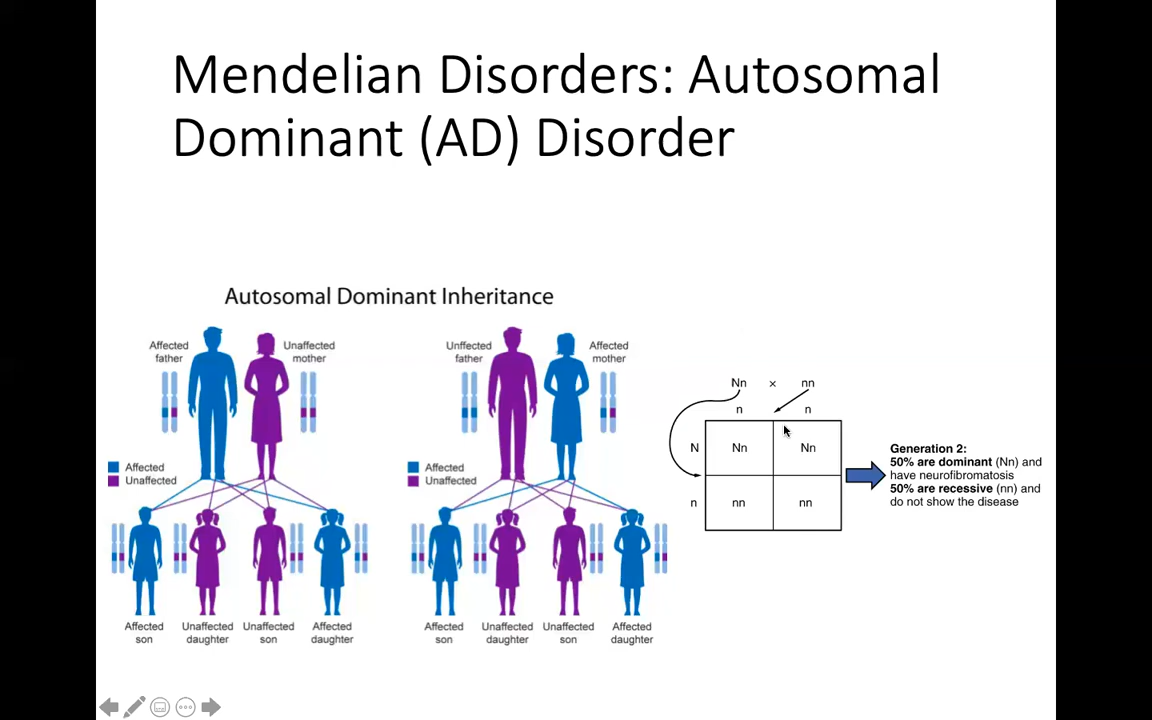 Mendelian Disorders: Autosomal
Dominant (AD) Disorder
Autosomal Dominant Inheritance
Affected
father
Unaffected
mother
Affected
Unaffected
Affected
son
Unaffected
daughter
Unaffected
son
Affected
daughter
Unffected
father
Affected
mother
Affected
Unaffected
Affected
son
Unaffected
daughter
Unaffected
son
Affected
daughter
Nn × nn
n n
N Nn Nn
n nn nn
Generation 2:
50% are dominant (Nn) and
have neurofibromatosis
50% are recessive (nn) and
do not show the disease